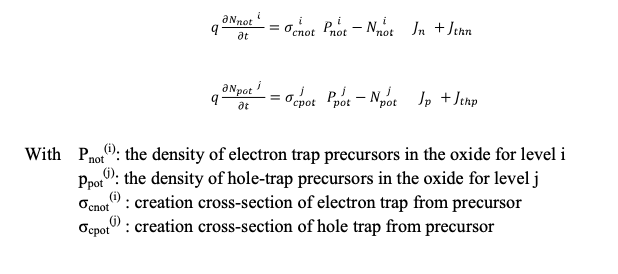 q ∂N_not^i/∂t = σ_cnot^i P_not^i − N_not^i J_n + J_thn
q ∂N_pot^j/∂t = σ_cpot^j P_pot^j − N_pot^j J_p + J_thp
With P_not^(i): the density of electron trap precursors in the oxide for level i
p_pot^(j): the density of hole-trap precursors in the oxide for level j
σ_cnot^(i) : creation cross-section of electron trap from precursor
σ_cpot^(j) : creation cross-section of hole trap from precursor